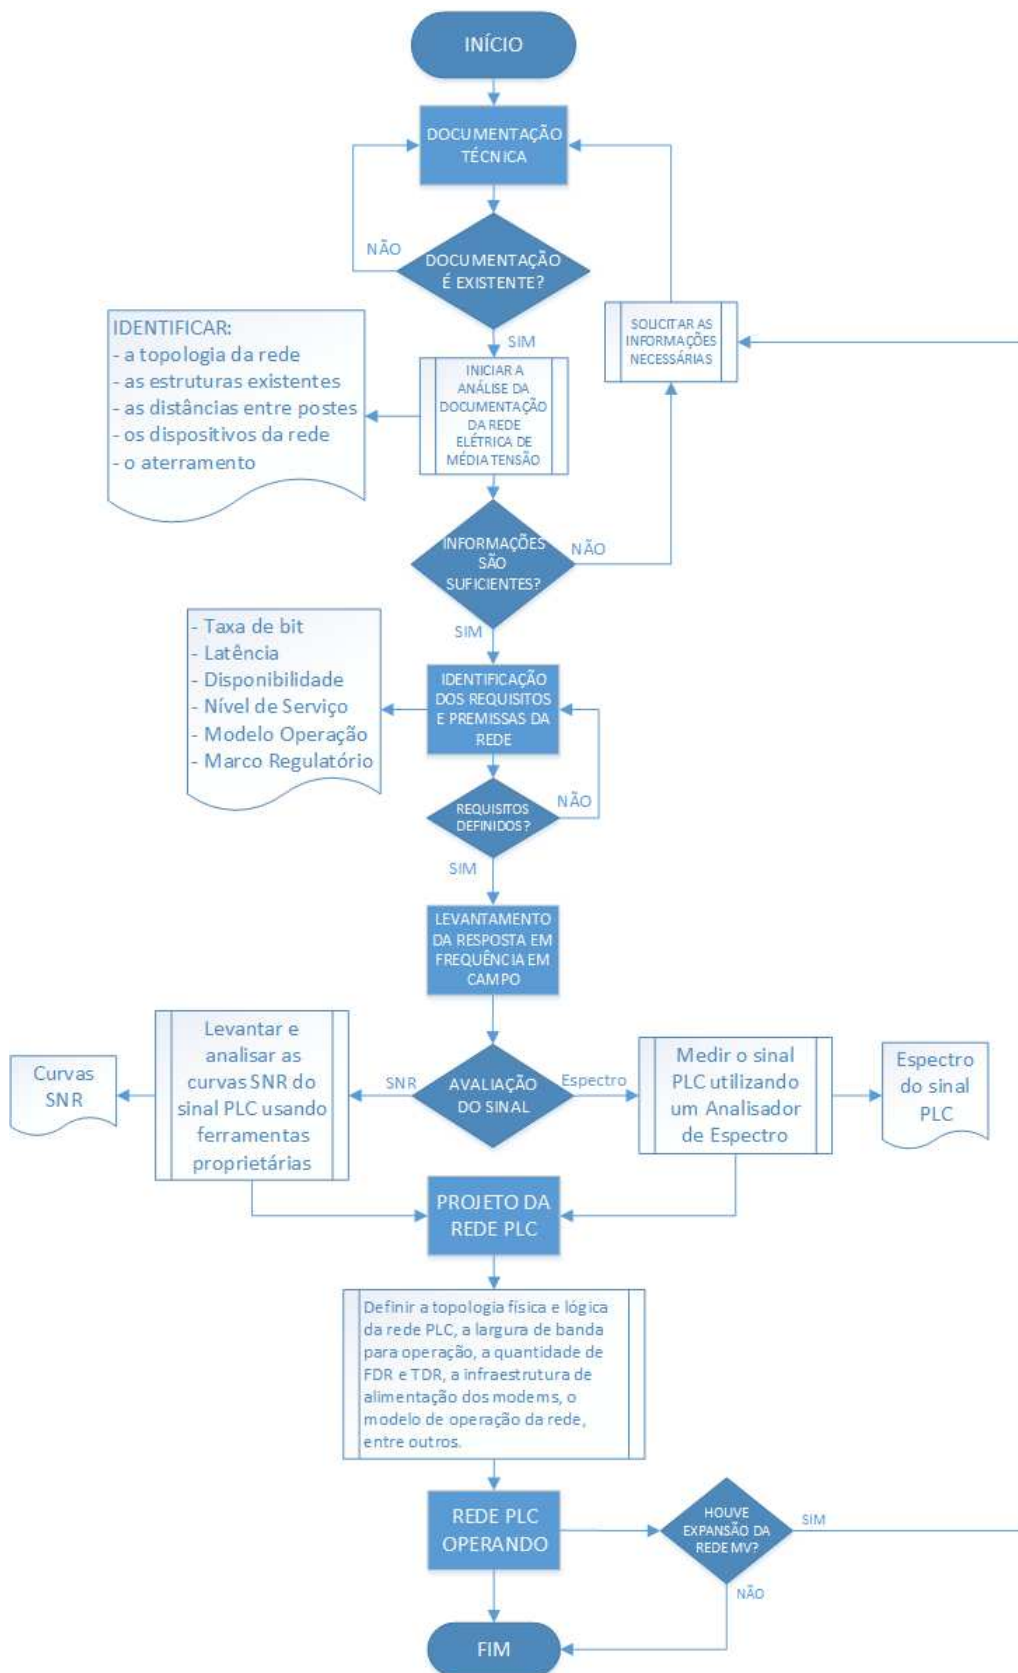 INÍCIO
DOCUMENTAÇÃO
TÉCNICA
NÃO
DOCUMENTAÇÃO
É EXISTENTE?
SIM
SOLICITAR AS
INFORMAÇÕES
NECESSÁRIAS
IDENTIFICAR:
- a topologia da rede
- as estruturas existentes
- as distâncias entre postes
- os dispositivos da rede
- o aterramento
INICIAR A
ANÁLISE DA
DOCUMENTAÇÃO
DA REDE
ELÉTRICA DE
MÉDIA TENSÃO
INFORMAÇÕES
SÃO
SUFICIENTES?
NÃO
SIM
- Taxa de bit
- Latência
- Disponibilidade
- Nível de Serviço
- Modelo Operação
- Marco Regulatório
IDENTIFICAÇÃO
DOS REQUISITOS
E PREMISSAS DA
REDE
NÃO
REQUISITOS
DEFINIDOS?
SIM
LEVANTAMENTO
DA RESPOSTA EM
FREQUÊNCIA EM
CAMPO
Curvas
SNR
Levantar e
analisar as
curvas SNR do
sinal PLC usando
ferramentas
proprietárias
SNR
AVALIAÇÃO
DO SINAL
Espectro
Medir o sinal
PLC utilizando
um Analisador
de Espectro
Espectro
do sinal
PLC
PROJETO DA
REDE PLC
Definir a topologia física e lógica
da rede PLC, a largura de banda
para operação, a quantidade de
FDR e TDR, a infraestrutura de
alimentação dos modems, o
modelo de operação da rede,
entre outros.
REDE PLC
OPERANDO
HOUVE
EXPANSÃO DA
REDE MV?
SIM
NÃO
FIM